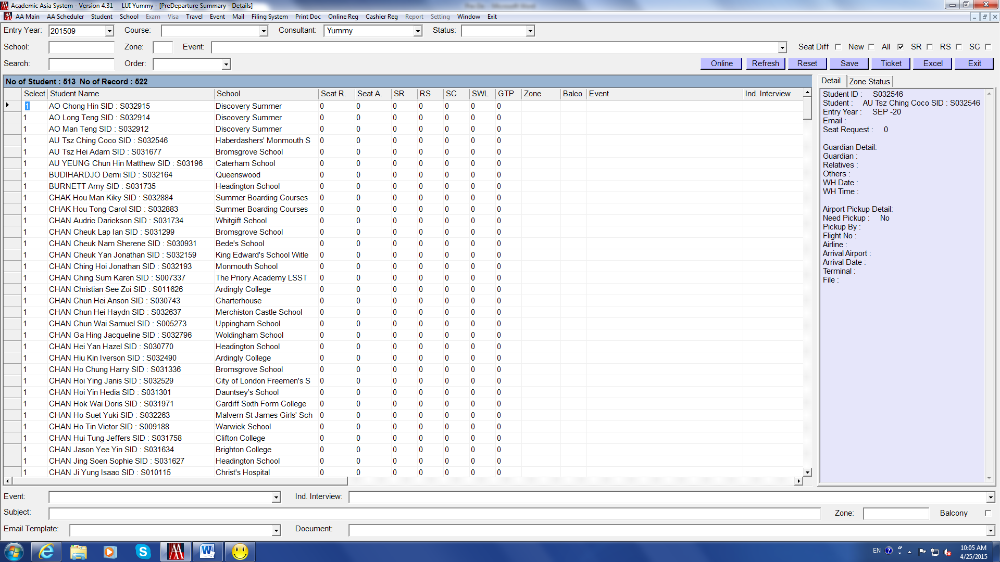 Academic Asia System - Version 4.31 LUI Yummy - [PreDeparture Summary - Details]
AA Main AA Scheduler Student School Exam Visa Travel Event Mail Filing System Print Doc Online Reg Cashier Reg Report Setting Window Exit
Entry Year: 201509 Course: Consultant: Yummy Status:
School: Zone: Event: Seat Diff New All SR RS SC
Search: Order: Online Refresh Reset Save Ticket Excel Exit
No of Student : 513 No of Record : 522
Select Student Name School Seat R. Seat A. SR RS SC SWL GTP Zone Balco Event Ind. Interview
1 AO Chong Hin SID : S032915 Discovery Summer 0 0 0 0 0 0 0
1 AO Long Teng SID : S032914 Discovery Summer 0 0 0 0 0 0 0
1 AO Man Teng SID : S032912 Discovery Summer 0 0 0 0 0 0 0
1 AU Tsz Ching Coco SID : S032546 Haberdashers' Monmouth S 0 0 0 0 0 0 0
1 AU Tsz Hei Adam SID : S031677 Bromsgrove School 0 0 0 0 0 0 0
1 AU YEUNG Chun Hin Matthew SID : S03196 Caterham School 0 0 0 0 0 0 0
1 BUDIHARDJO Demi SID : S032164 Queenswood 0 0 0 0 0 0 0
1 BURNETT Amy SID : S031735 Headington School 0 0 0 0 0 0 0
1 CHAK Hou Man Kiky SID : S032884 Summer Boarding Courses 0 0 0 0 0 0 0
1 CHAK Hou Tong Carol SID : S032883 Summer Boarding Courses 0 0 0 0 0 0 0
1 CHAN Audric Darickson SID : S031734 Whitgift School 0 0 0 0 0 0 0
1 CHAN Cheuk Lap Ian SID : S031299 Bromsgrove School 0 0 0 0 0 0 0
1 CHAN Cheuk Nam Sherene SID : S030931 Bede's School 0 0 0 0 0 0 0
1 CHAN Cheuk Yan Jonathan SID : S032159 King Edward's School Witle 0 0 0 0 0 0 0
1 CHAN Ching Hoi Jonathan SID : S032193 Monmouth School 0 0 0 0 0 0 0
1 CHAN Ching Sum Karen SID : S007337 The Priory Academy LSST 0 0 0 0 0 0 0
1 CHAN Christian See Zoi SID : S011626 Ardingly College 0 0 0 0 0 0 0
1 CHAN Chun Hei Anson SID : S030743 Charterhouse 0 0 0 0 0 0 0
1 CHAN Chun Hei Haydn SID : S032637 Merchiston Castle School 0 0 0 0 0 0 0
1 CHAN Chun Wai Samuel SID : S005273 Uppingham School 0 0 0 0 0 0 0
1 CHAN Ga Hing Jacqueline SID : S032796 Woldingham School 0 0 0 0 0 0 0
1 CHAN Hei Yan Hazel SID : S030770 Headington School 0 0 0 0 0 0 0
1 CHAN Hiu Kin Iverson SID : S032490 Ardingly College 0 0 0 0 0 0 0
1 CHAN Ho Chung Harry SID : S031336 Bromsgrove School 0 0 0 0 0 0 0
1 CHAN Hoi Ying Janis SID : S032529 City of London Freemen's S 0 0 0 0 0 0 0
1 CHAN Hoi Yin Hedia SID : S031301 Dauntsey's School 0 0 0 0 0 0 0
1 CHAN Hok Wai Doris SID : S031971 Cardiff Sixth Form College 0 0 0 0 0 0 0
1 CHAN Ho Suet Yuki SID : S032263 Malvern St James Girls' Sch 0 0 0 0 0 0 0
1 CHAN Ho Tin Victor SID : S009188 Warwick School 0 0 0 0 0 0 0
1 CHAN Hui Tung Jeffers SID : S031758 Clifton College 0 0 0 0 0 0 0
1 CHAN Jason Yee Yin SID : S031634 Brighton College 0 0 0 0 0 0 0
1 CHAN Jing Soen Sophie SID : S031627 Headington School 0 0 0 0 0 0 0
1 CHAN Ji Yung Isaac SID : S010115 Christ's Hospital 0 0 0 0 0 0 0
Detail Zone Status
Student ID : S032546
Student : AU Tsz Ching Coco SID : S032546
Entry Year : SEP -20
Email :
Seat Request : 0
Guardian Detail:
Guardian :
Relatives :
Others :
WH Date :
WH Time :
Airport Pickup Detail:
Need Pickup : No
Pickup By :
Flight No :
Airline :
Arrival Airport :
Arrival Date :
Terminal :
File :
Event: Ind. Interview:
Subject: Zone: Balcony
Email Template: Document:
EN 10:05 AM
4/25/2015